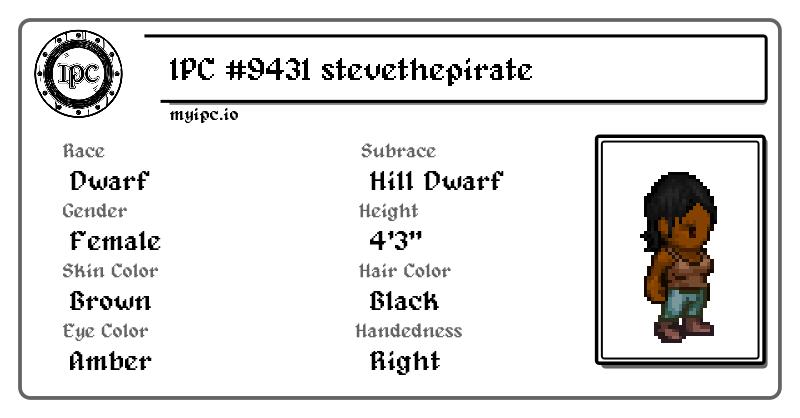 IPC
IPC #9431 stevethepirate
myipc.io
Race
Dwarf
Subrace
Hill Dwarf
Gender
Female
Height
4'3"
Skin Color
Brown
Hair Color
Black
Eye Color
Amber
Handedness
Right